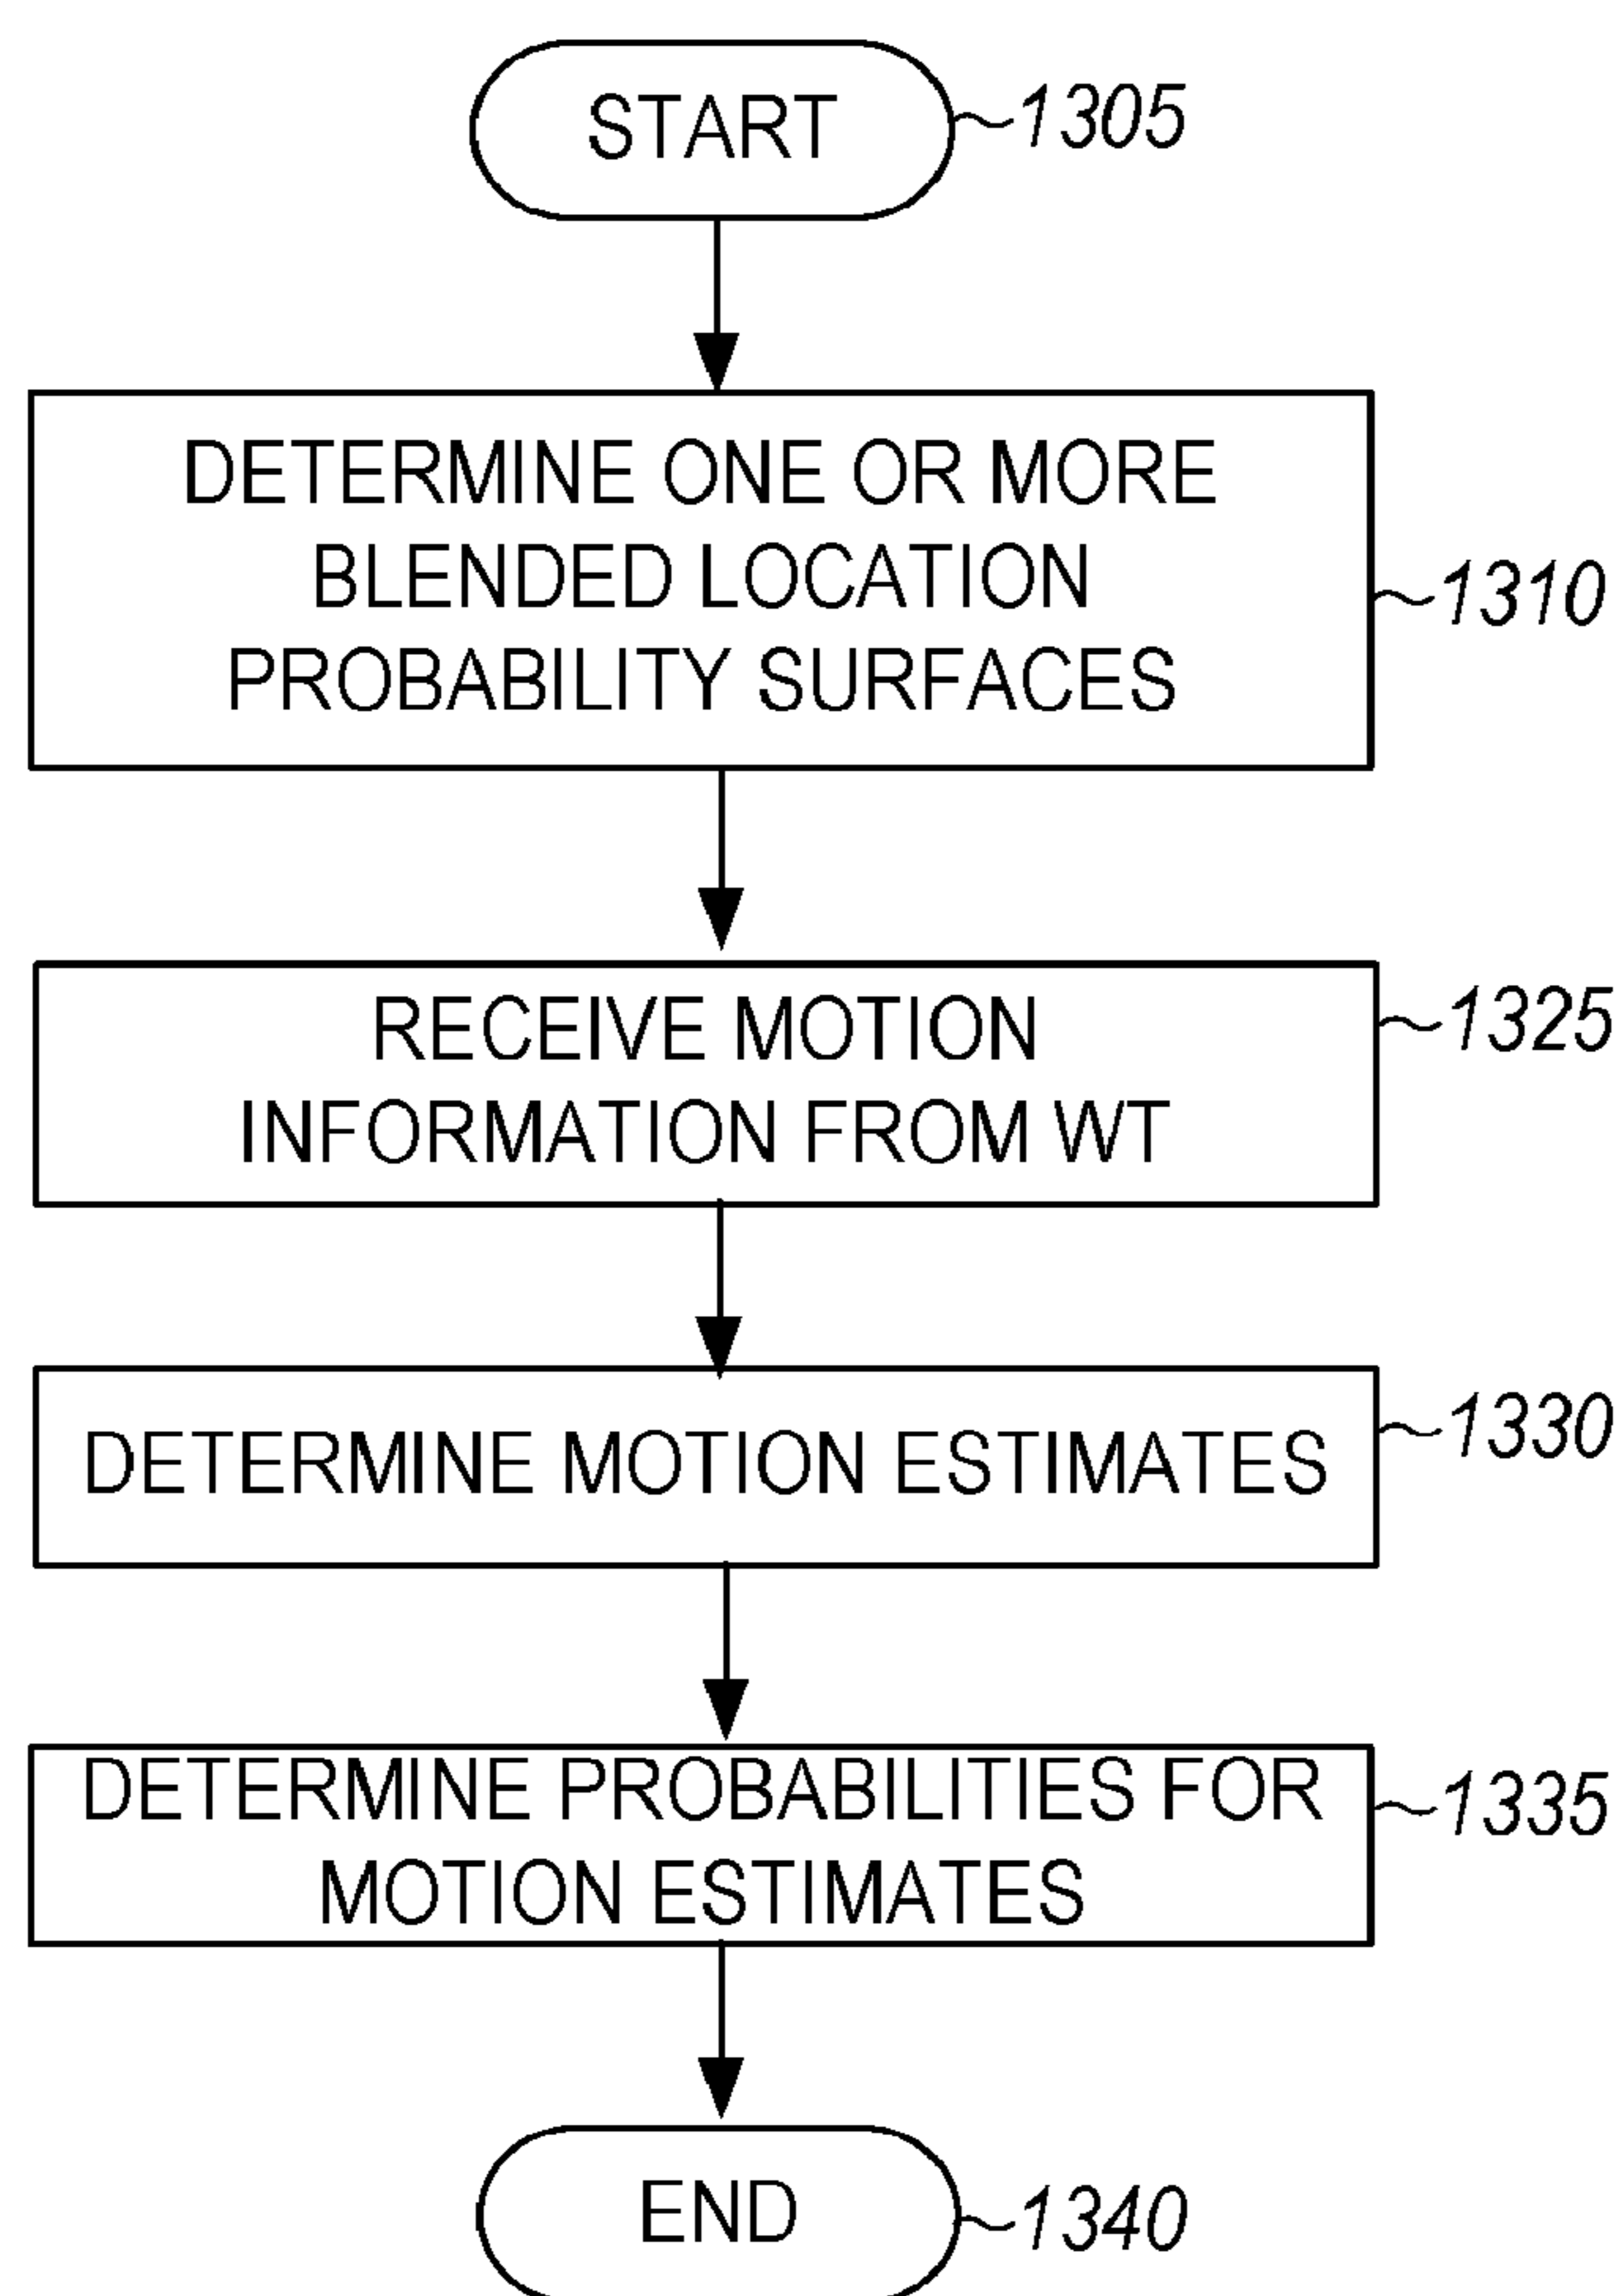 START
1305
DETERMINE ONE OR MORE
BLENDED LOCATION
PROBABILITY SURFACES
1310
RECEIVE MOTION
INFORMATION FROM WT
1325
DETERMINE MOTION ESTIMATES
1330
DETERMINE PROBABILITIES FOR
MOTION ESTIMATES
1335
END
1340